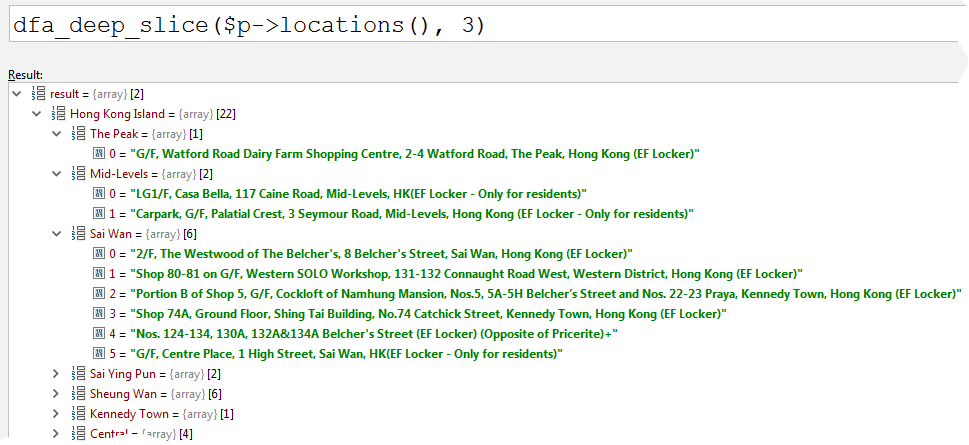 dfa_deep_slice($p->locations(), 3)
Result:
result = {array} [2]
Hong Kong Island = {array} [22]
The Peak = {array} [1]
0 = "G/F, Watford Road Dairy Farm Shopping Centre, 2-4 Watford Road, The Peak, Hong Kong (EF Locker)"
Mid-Levels = {array} [2]
0 = "LG1/F, Casa Bella, 117 Caine Road, Mid-Levels, HK(EF Locker - Only for residents)"
1 = "Carpark, G/F, Palatial Crest, 3 Seymour Road, Mid-Levels, Hong Kong (EF Locker - Only for residents)"
Sai Wan = {array} [6]
0 = "2/F, The Westwood of The Belcher's, 8 Belcher's Street, Sai Wan, Hong Kong (EF Locker)"
1 = "Shop 80-81 on G/F, Western SOLO Workshop, 131-132 Connaught Road West, Western District, Hong Kong (EF Locker)"
2 = "Portion B of Shop 5, G/F, Cockloft of Namhung Mansion, Nos.5, 5A-5H Belcher’s Street and Nos. 22-23 Praya, Kennedy Town, Hong Kong (EF Locker)"
3 = "Shop 74A, Ground Floor, Shing Tai Building, No.74 Catchick Street, Kennedy Town, Hong Kong (EF Locker)"
4 = "Nos. 124-134, 130A, 132A&134A Belcher's Street (EF Locker) (Opposite of Pricerite)+"
5 = "G/F, Centre Place, 1 High Street, Sai Wan, HK(EF Locker - Only for residents)"
Sai Ying Pun = {array} [2]
Sheung Wan = {array} [6]
Kennedy Town = {array} [1]
Central = {array} [4]